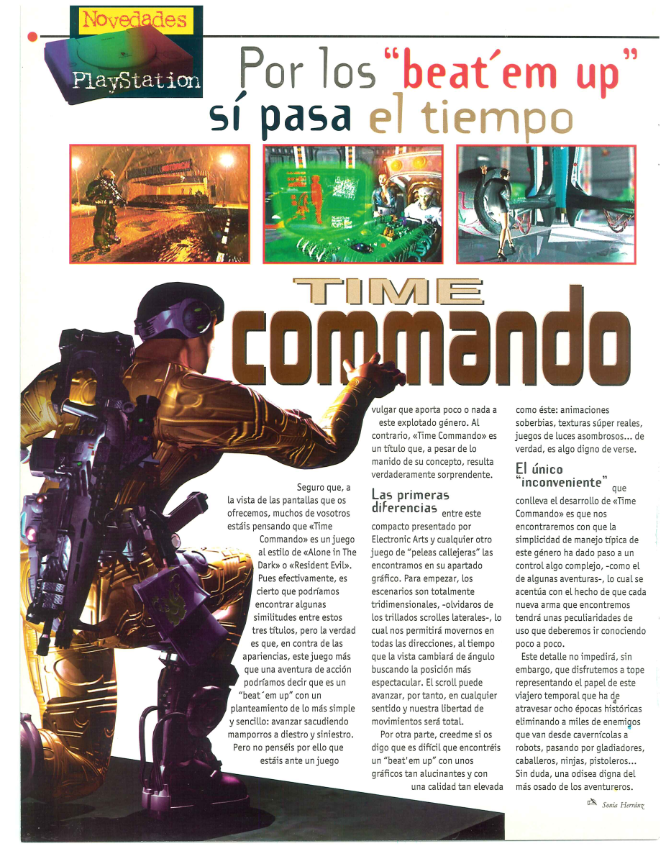 Novedades
PlayStation
Por los "beat'em up"
sí pasa el tiempo
TIME
commando
Seguro que, a
la vista de las pantallas que os
ofrecemos, muchos de vosotros
estáis pensando que «Time
Commando» es un juego
al estilo de «Alone in The
Dark» o «Resident Evil».
Pues efectivamente, es
cierto que podríamos
encontrar algunas
similitudes entre estos
tres títulos, pero la verdad
es que, en contra de las
apariencias, este juego más
que una aventura de acción
podríamos decir que es un
"beat´em up" con un
planteamiento de lo más simple
y sencillo: avanzar sacudiendo
mamporros a diestro y siniestro.
Pero no penséis por ello que
estáis ante un juego
vulgar que aporta poco o nada a
este explotado género. Al
contrario, «Time Commando» es
un título que, a pesar de lo
manido de su concepto, resulta
verdaderamente sorprendente.
Las primeras
diferencias entre este
compacto presentado por
Electronic Arts y cualquier otro
juego de "peleas callejeras" las
encontramos en su apartado
gráfico. Para empezar, los
escenarios son totalmente
tridimensionales, -olvidaros de
los trillados scrolles laterales-, lo
cual nos permitirá movernos en
todas las direcciones, al tiempo
que la vista cambiará de ángulo
buscando la posición más
espectacular. El scroll puede
avanzar, por tanto, en cualquier
sentido y nuestra libertad de
movimientos será total.
Por otra parte, creedme si os
digo que es difícil que encontréis
un "beat'em up" con unos
gráficos tan alucinantes y con
una calidad tan elevada
como éste: animaciones
soberbias, texturas súper reales,
juegos de luces asombrosos... de
verdad, es algo digno de verse.
El único
"inconveniente" que
conlleva el desarrollo de «Time
Commando» es que nos
encontraremos con que la
simplicidad de manejo típica de
este género ha dado paso a un
control algo complejo, -como el
de algunas aventuras-, lo cual se
acentúa con el hecho de que cada
nueva arma que encontremos
tendrá una peculiaridades de
uso que deberemos ir conociendo
poco a poco.
Este detalle no impedirá, sin
embargo, que disfrutemos a tope
representando el papel de este
viajero temporal que ha de
atravesar ocho épocas históricas
eliminando a miles de enemigos
que van desde cavernícolas a
robots, pasando por gladiadores,
caballeros, ninjas, pistoleros...
Sin duda, una odisea digna del
más osado de los aventureros.
Sonia Herránz